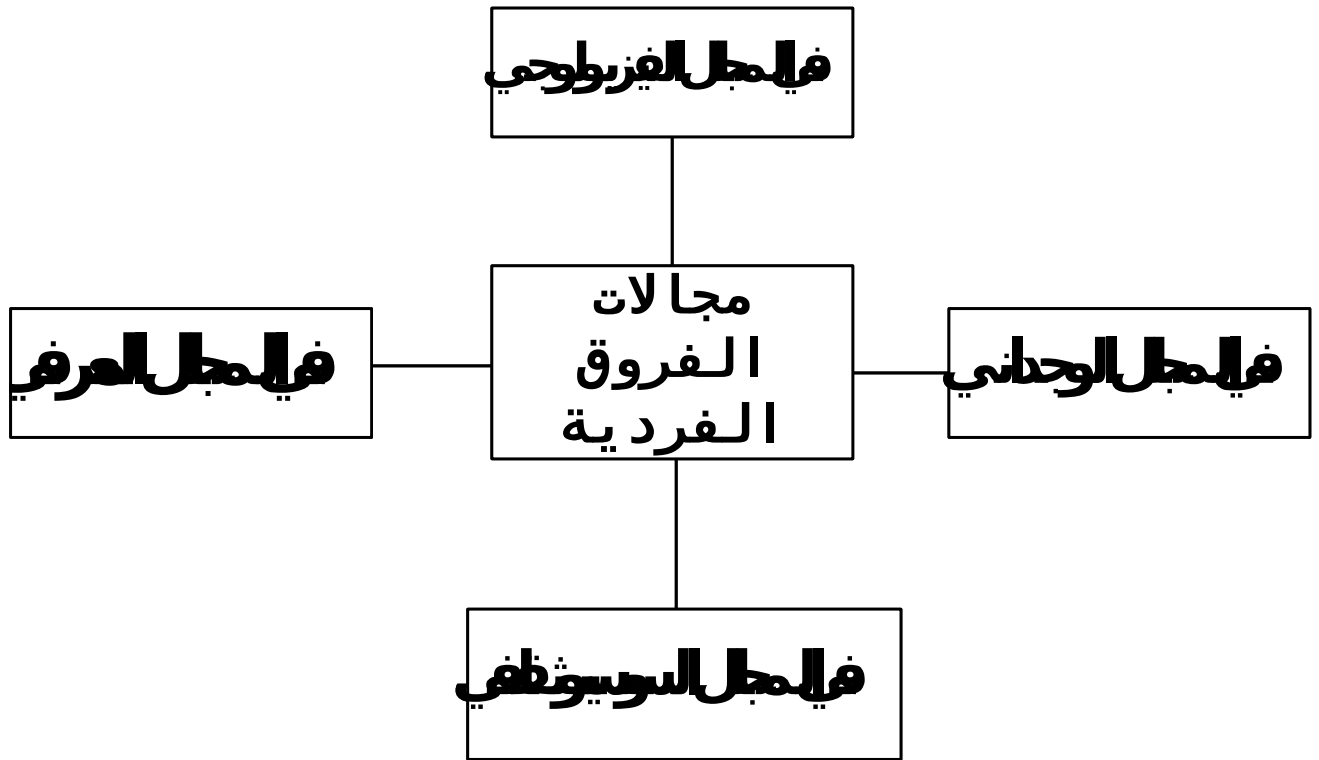 في المجال الفيزيولوجي
مجالات
الفروق
الفردية
في المجال الوجداني
في المجال المعرفي
في المجال السوسيوثقافي